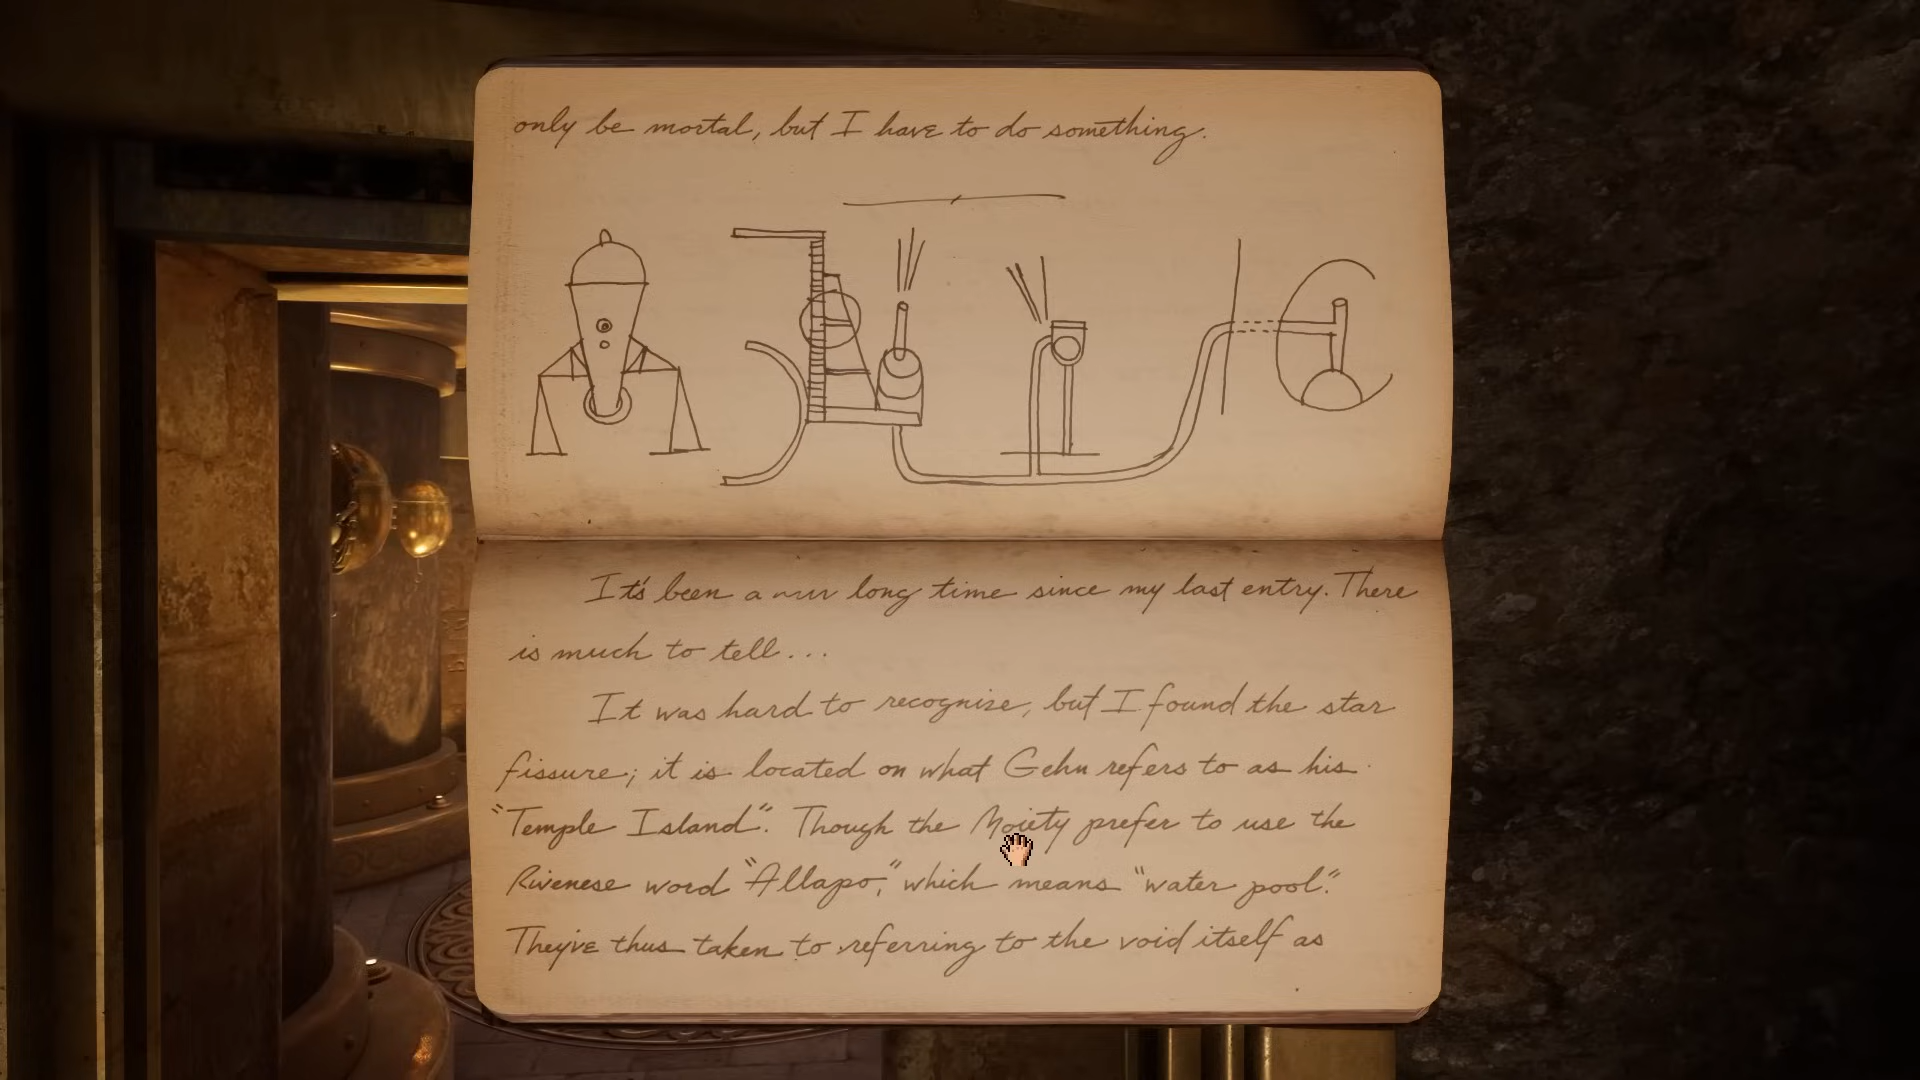 only be mortal, but I have to do something.
It's been a long time since my last entry. There
is much to tell...
It was hard to recognize, but I found the star
fissure; it is located on what Gehn refers to as his
"Temple Island". Though the Moiety prefer to use the
Rivenese word "Allapo," which means "water pool".
They've thus taken to referring to the void itself as